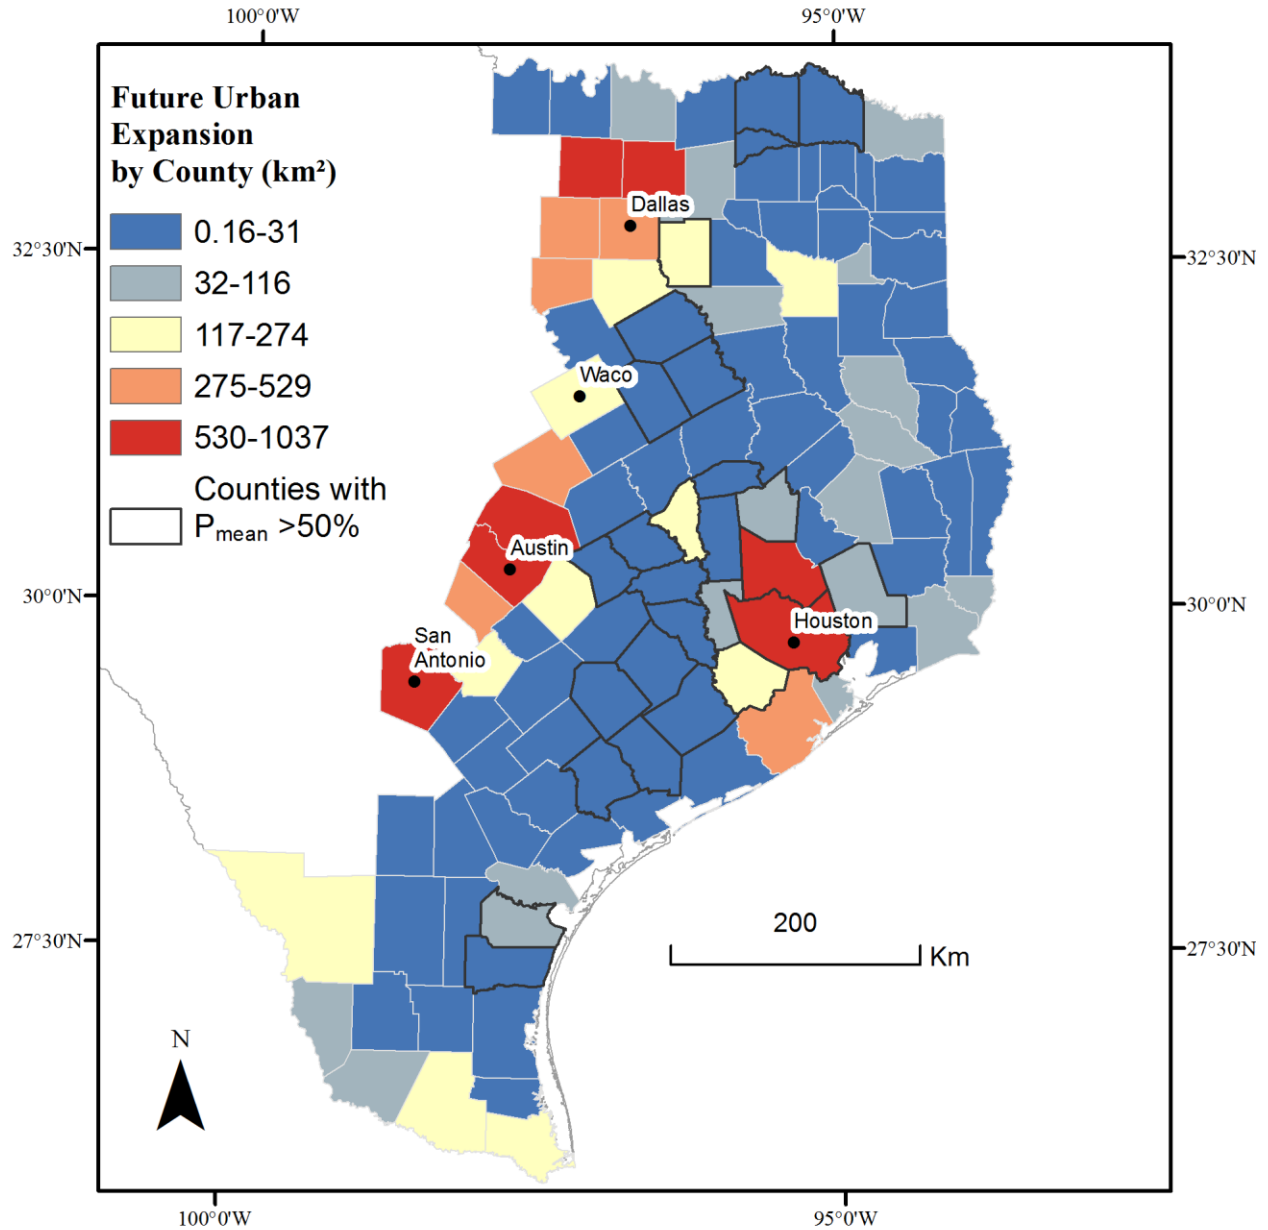 100°0'W 95°0'W
Future Urban
Expansion
by County (km²)
0.16-31
32-116
117-274
275-529
530-1037
Counties with
Pmean >50%
Dallas
32°30'N 32°30'N
Waco
Austin
30°0'N 30°0'N
Houston
San
Antonio
200
Km
27°30'N 27°30'N
N
100°0'W 95°0'W